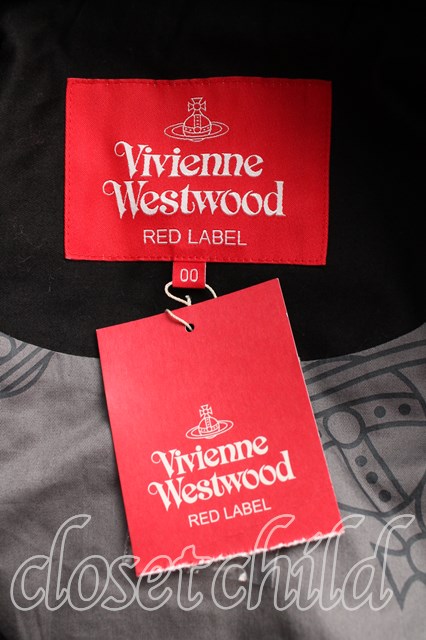 Vivienne
Westwood
RED LABEL
00
Vivienne
Westwood
RED LABEL
closet child